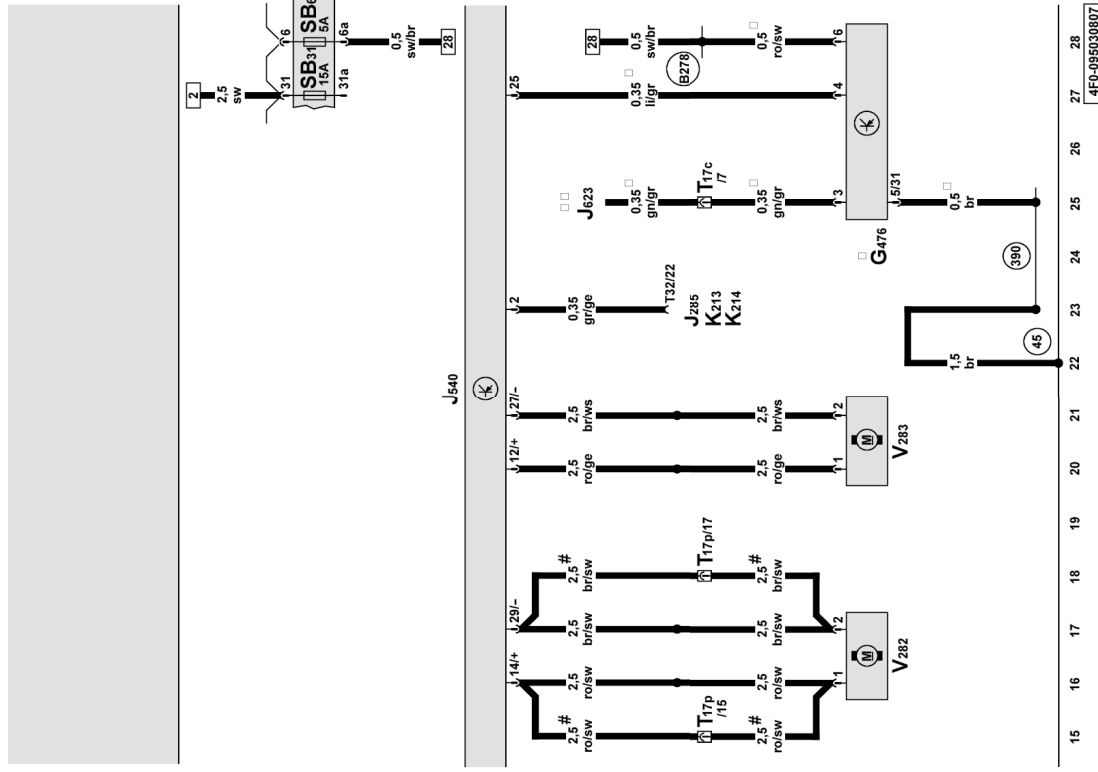 2
2,5
sw
31
SB31
15A
31a
6
5A
6a
0,5
sw/br
28
J540
14/+
29/–
12/+
27/–
2
25
2,5#
ro/sw
2,5
ro/sw
2,5
br/sw
2,5#
br/sw
2,5
ro/ge
2,5
br/ws
0,35
gr/ge
T32/22
J285
K213
K214
J623
0,35
gn/gr
0,35
li/gr
28
0,5
sw/br
B278
T17p
/15
T17p/17
T17c
/7
2,5#
ro/sw
2,5
ro/sw
2,5
br/sw
2,5#
br/sw
2,5
ro/ge
2,5
br/ws
0,35
gn/gr
0,5
ro/sw
1
2
1
2
3
4
6
M
V282
M
V283
G476
5/31
0,5
br
390
1,5
br
45
15
16
17
18
19
20
21
22
23
24
25
26
27
28
4F0-095030807